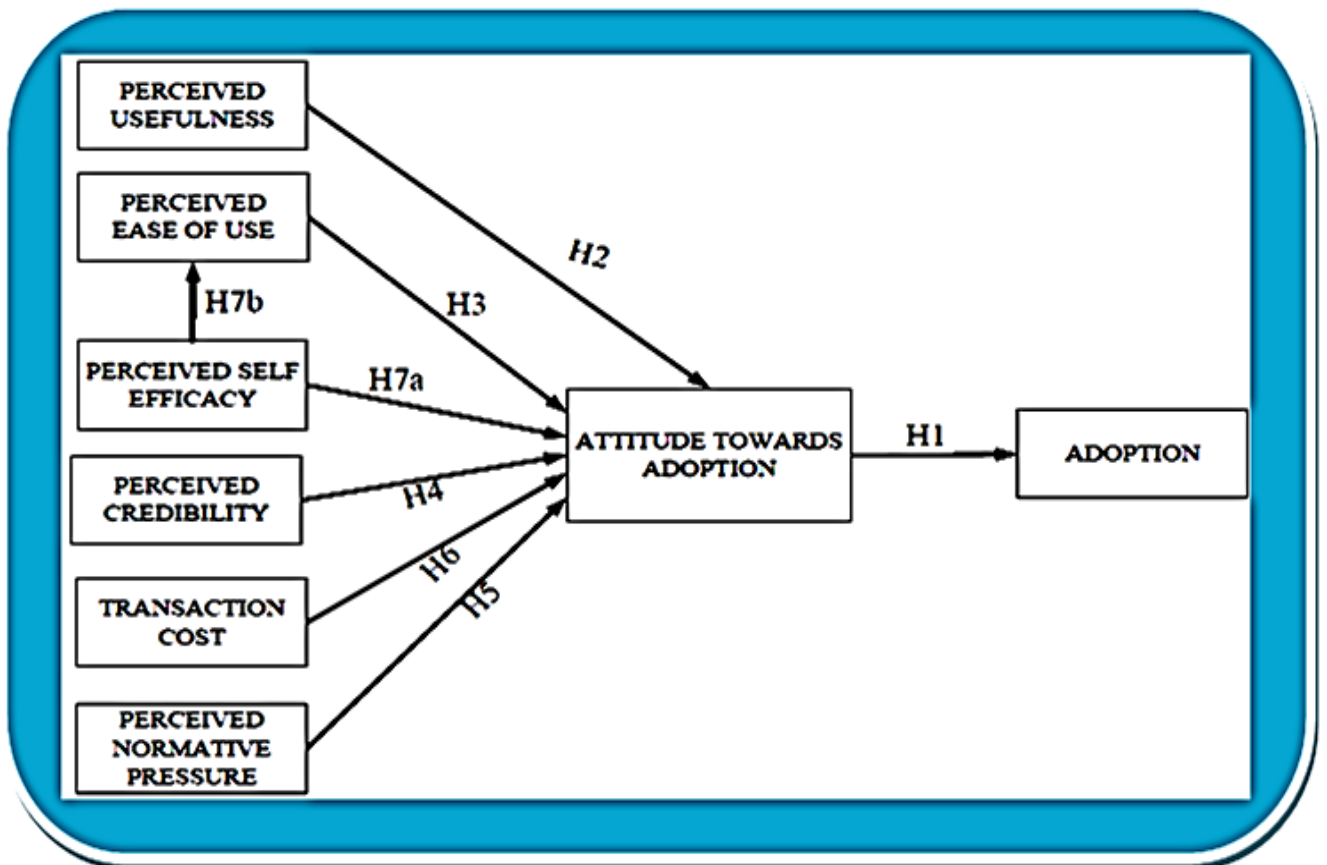 PERCEIVED
USEFULNESS
PERCEIVED
EASE OF USE
H2
H7b
H3
PERCEIVED SELF
EFFICACY
H7a
ATTITUDE TOWARDS
ADOPTION
H1
ADOPTION
PERCEIVED
CREDIBILITY
H4
H6
H5
TRANSACTION
COST
PERCEIVED
NORMATIVE
PRESSURE